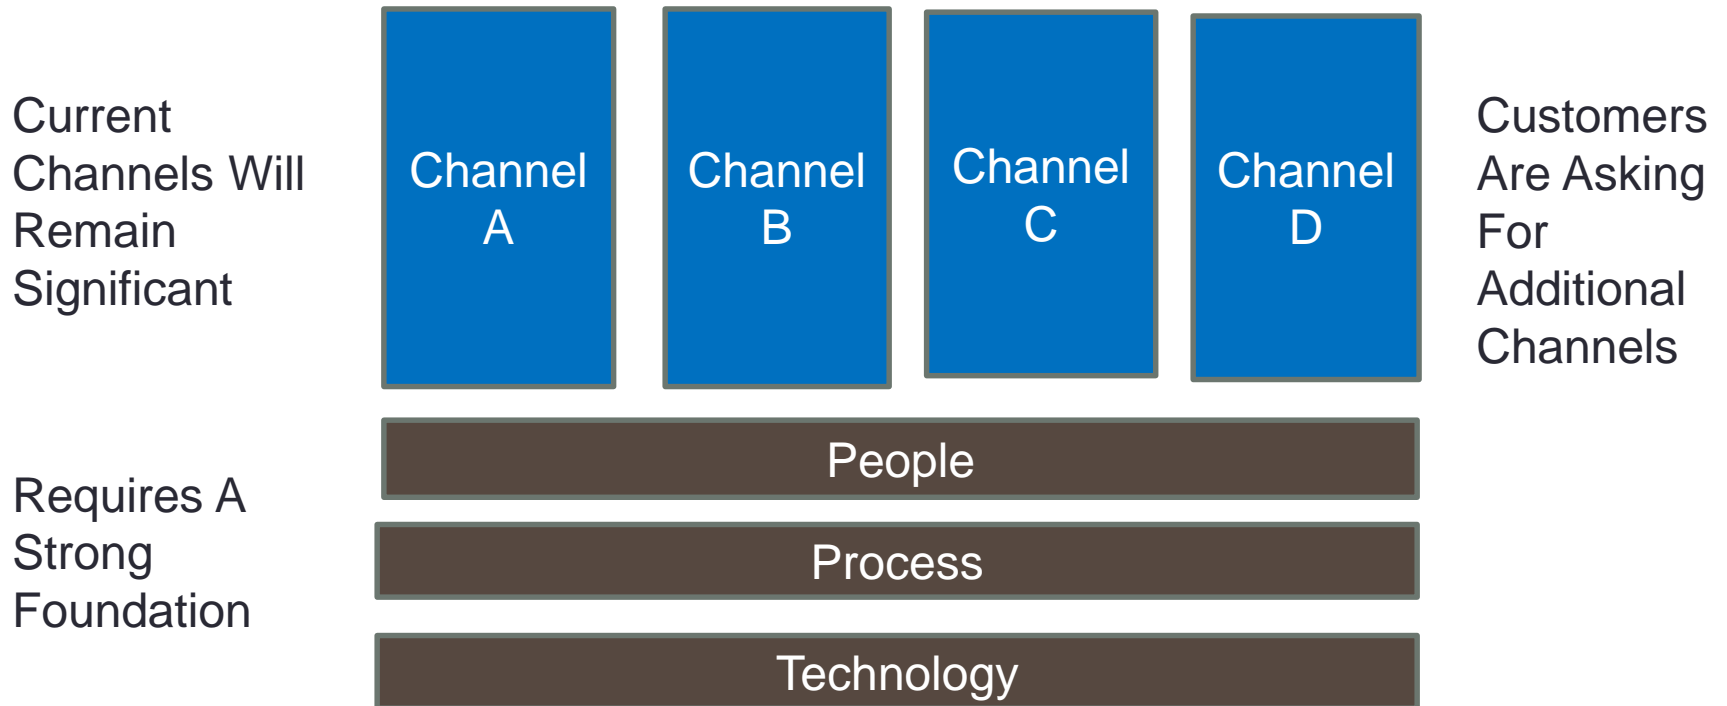 Current
Channels Will
Remain
Significant
Channel
A
Channel
B
Channel
C
Channel
D
Customers
Are Asking
For
Additional
Channels
Requires A
Strong
Foundation
People
Process
Technology